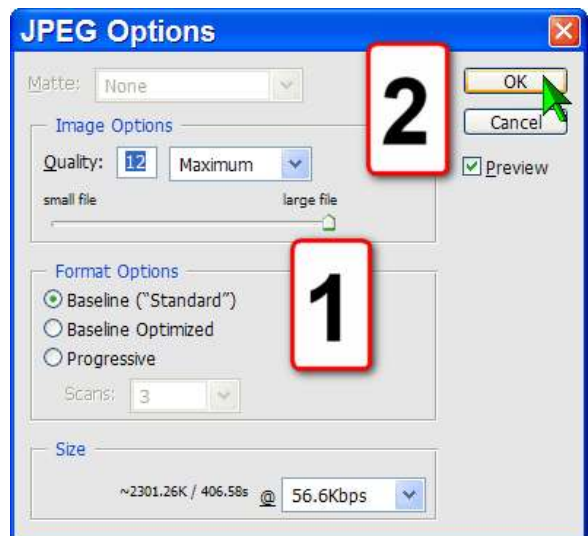 JPEG Options
Matte: None
2
OK
Image Options
Cancel
Quality: 12 Maximum
Preview
small file large file
Format Options
1
Baseline ("Standard")
Baseline Optimized
Progressive
Scans: 3
Size
~2301.26K / 406.58s @ 56.6Kbps